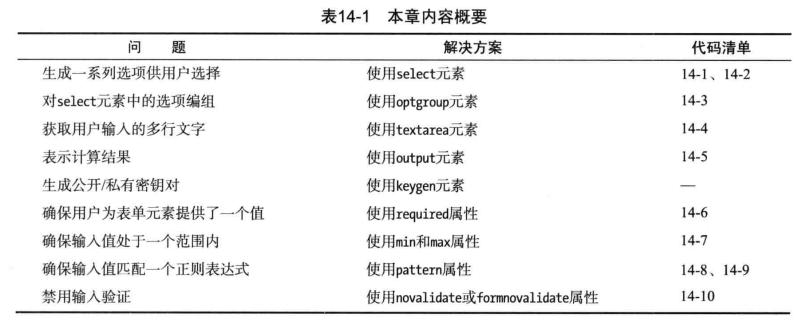 表14-1 本章内容概要
问 题 解决方案 代码清单
生成一系列选项供用户选择 使用select元素 14-1、14-2
对select元素中的选项编组 使用optgroup元素 14-3
获取用户输入的多行文字 使用textarea元素 14-4
表示计算结果 使用output元素 14-5
生成公开/私有密钥对 使用keygen元素 —
确保用户为表单元素提供了一个值 使用required属性 14-6
确保输入值处于一个范围内 使用min和max属性 14-7
确保输入值匹配一个正则表达式 使用pattern属性 14-8、14-9
禁用输入验证 使用novalidate或formnovalidate属性 14-10